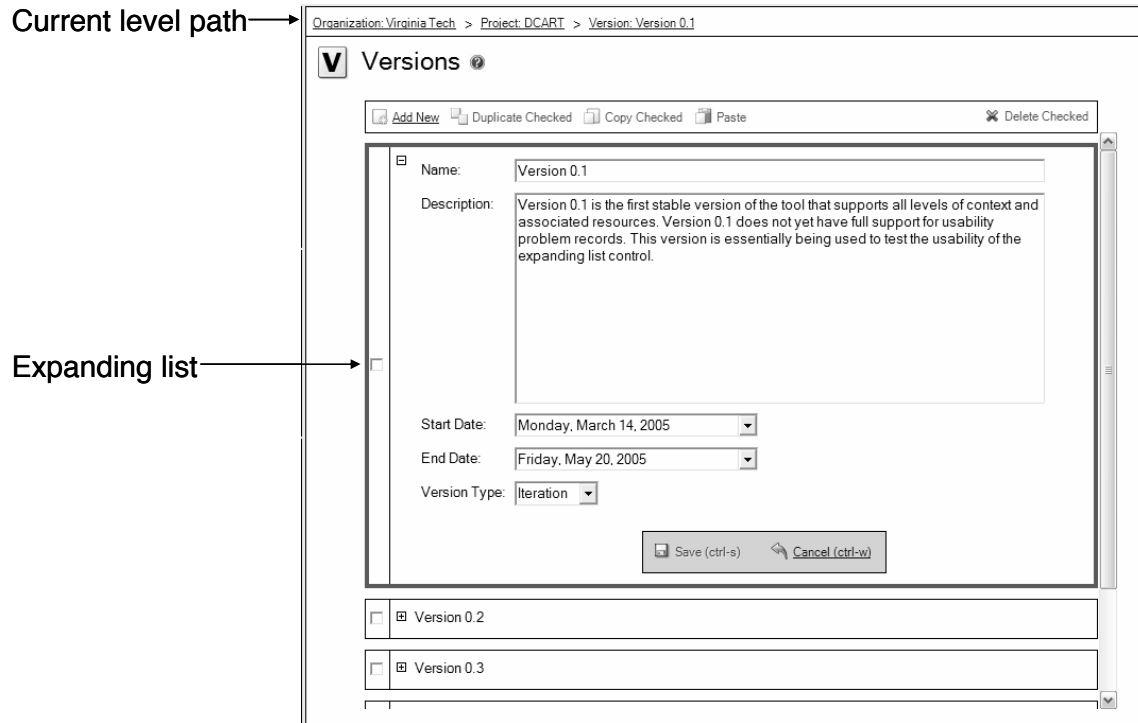 Current level path
Organization: Virginia Tech > Project: DCART > Version: Version 0.1
V Versions ?
Add New Duplicate Checked Copy Checked Paste Delete Checked
Name: Version 0.1
Description: Version 0.1 is the first stable version of the tool that supports all levels of context and
associated resources. Version 0.1 does not yet have full support for usability
problem records. This version is essentially being used to test the usability of the
expanding list control.
Expanding list
Start Date: Monday, March 14, 2005
End Date: Friday, May 20, 2005
Version Type: Iteration
Save (ctrl-s) Cancel (ctrl-w)
Version 0.2
Version 0.3